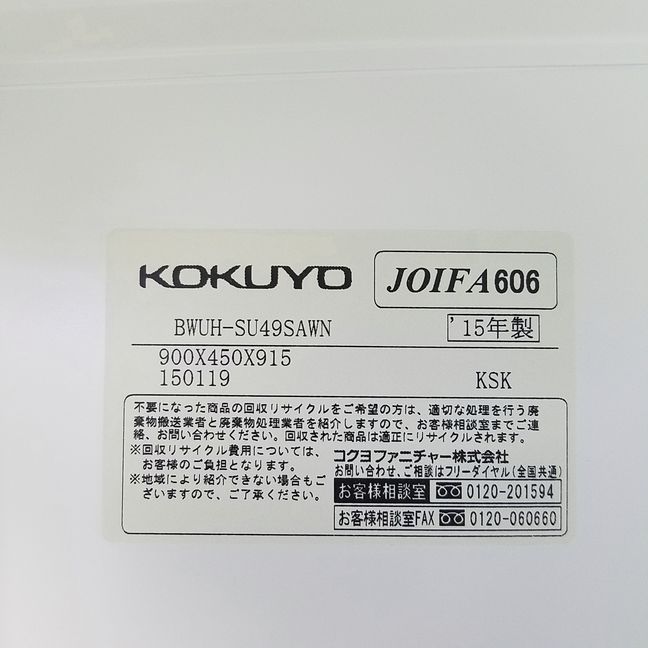 KOKUYO JOIFA606
BWUH-SU49SAWN '15年製
900X450X915
150119 KSK
不要になった商品の回収リサイクルをご希望の方は、適切な処理を行う廃
棄物搬送業者と廃棄物処理業者を紹介しますので、お客様相談室までご連
絡、お問い合わせください。回収された商品は適正にリサイクルされます。
※回収リサイクル費用については、
お客様のご負担となります。
※地域により紹介できない場合もご
ざいますので、ご了承ください。
コクヨファニチャー株式会社
お問い合わせ、ご相談はフリーダイヤル(全国共通)
お客様相談室 0120-201594
お客様相談室FAX 0120-060660